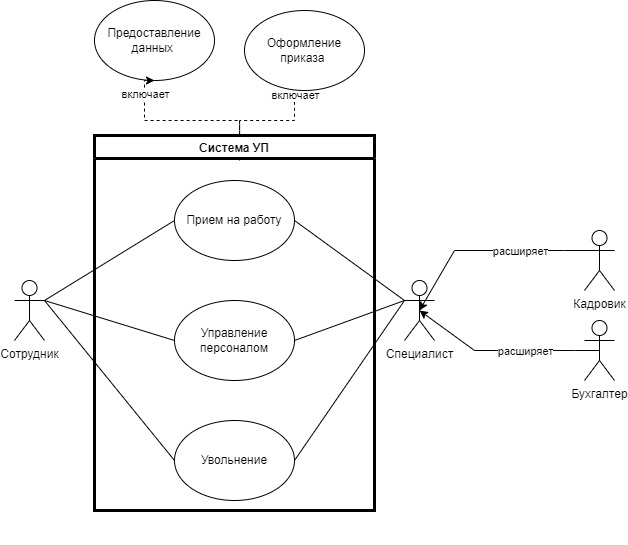 Предоставление
данных
Оформление
приказа
включает
включает
Система УП
Прием на работу
расширяет
Кадровик
Сотрудник
Управление
персоналом
Специалист
расширяет
Бухгалтер
Увольнение